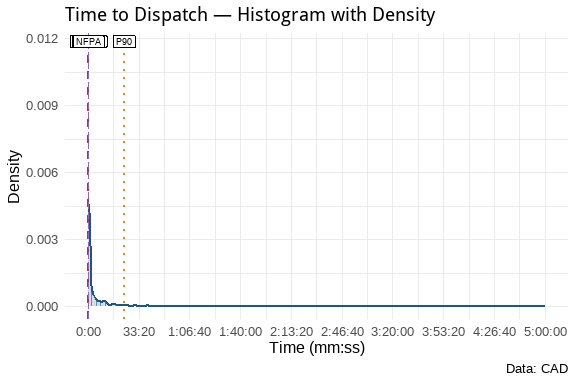 Time to Dispatch — Histogram with Density
NFPA
P90
0.012
0.009
0.006
0.003
0.000
Density
0:00 33:20 1:06:40 1:40:00 2:13:20 2:46:40 3:20:00 3:53:20 4:26:40 5:00:00
Time (mm:ss)
Data: CAD